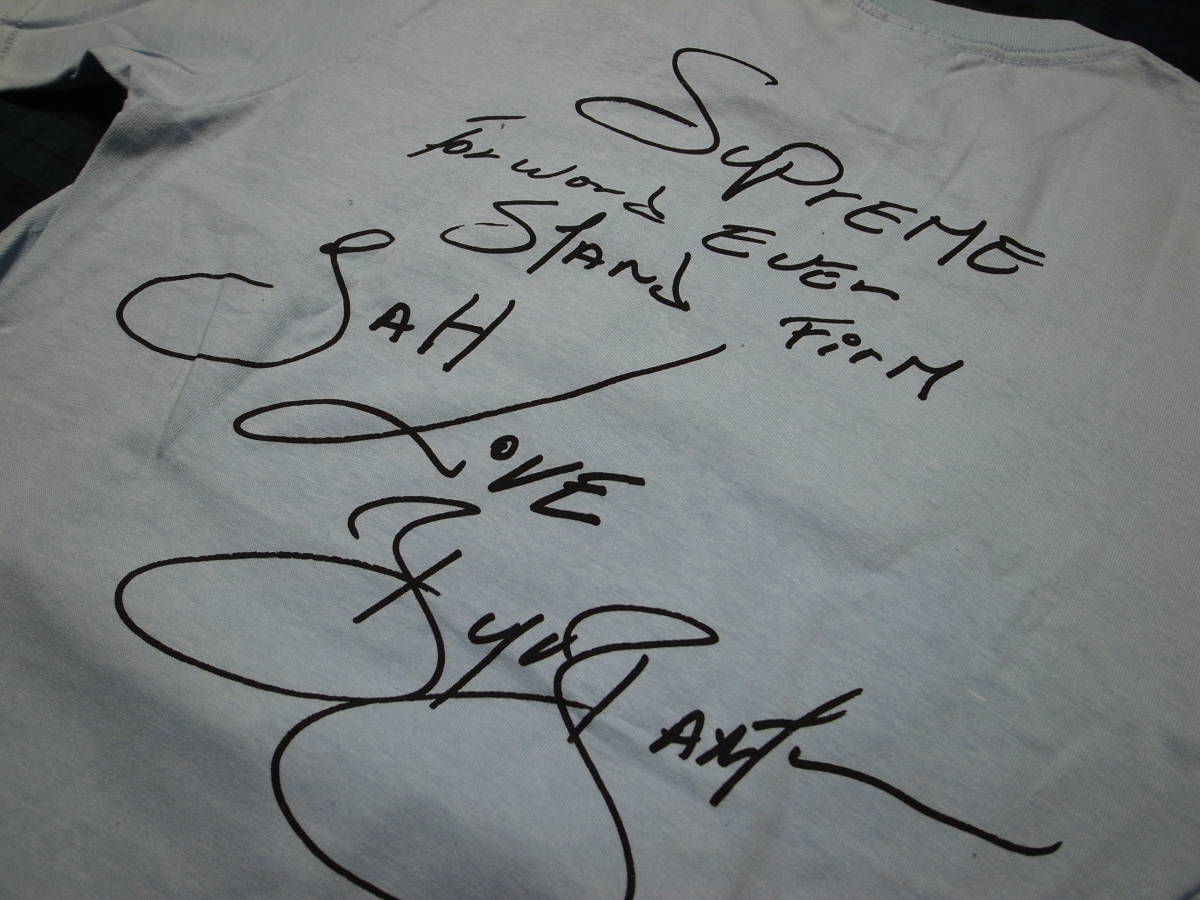 SuPrEME
Forword EvEr
STANd FirM
JAH
LOVE